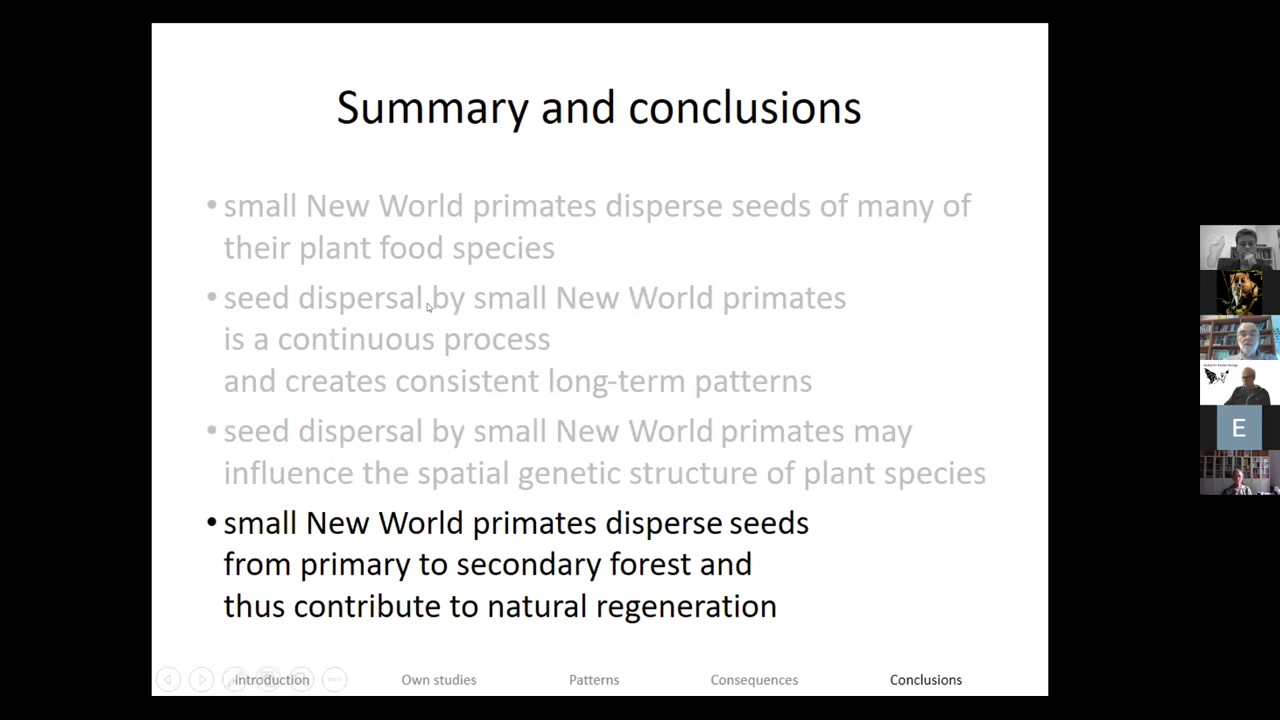 Summary and conclusions
• small New World primates disperse seeds of many of
their plant food species
• seed dispersal by small New World primates
is a continuous process
and creates consistent long-term patterns
• seed dispersal by small New World primates may
influence the spatial genetic structure of plant species
• small New World primates disperse seeds
from primary to secondary forest and
thus contribute to natural regeneration
Introduction Own studies Patterns Consequences Conclusions
E